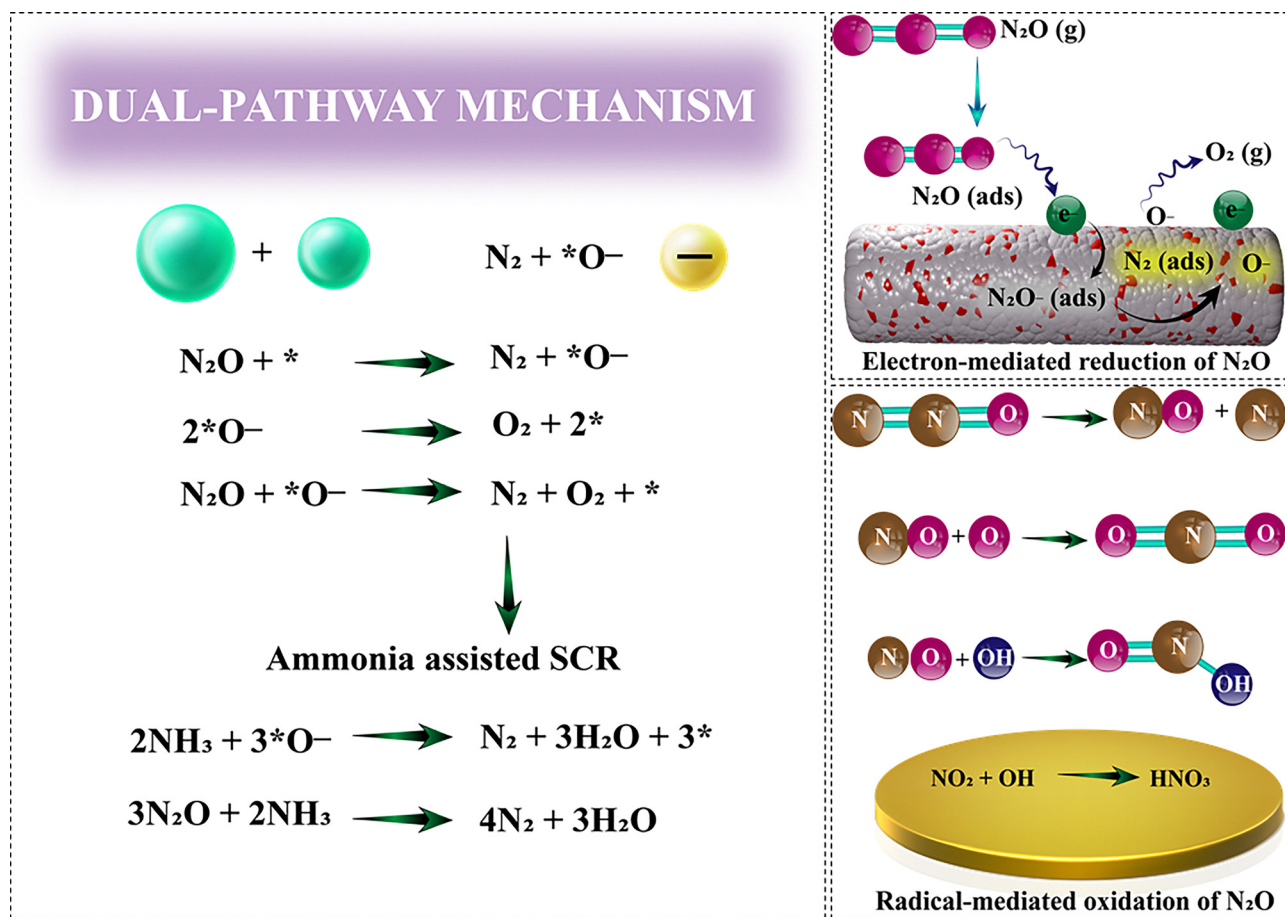 DUAL-PATHWAY MECHANISM
+ N₂ + *O– –
N₂O + * N₂ + *O–
2*O– O₂ + 2*
N₂O + *O– N₂ + O₂ + *
Ammonia assisted SCR
2NH₃ + 3*O– N₂ + 3H₂O + 3*
3N₂O + 2NH₃ 4N₂ + 3H₂O
N₂O (g)
O₂ (g)
N₂O (ads)
e– O– e–
N₂ (ads) O–
N₂O– (ads)
Electron-mediated reduction of N₂O
N N O N O + N
N O + O O N O
N O + OH O N OH
NO₂ + OH HNO₃
Radical-mediated oxidation of N₂O